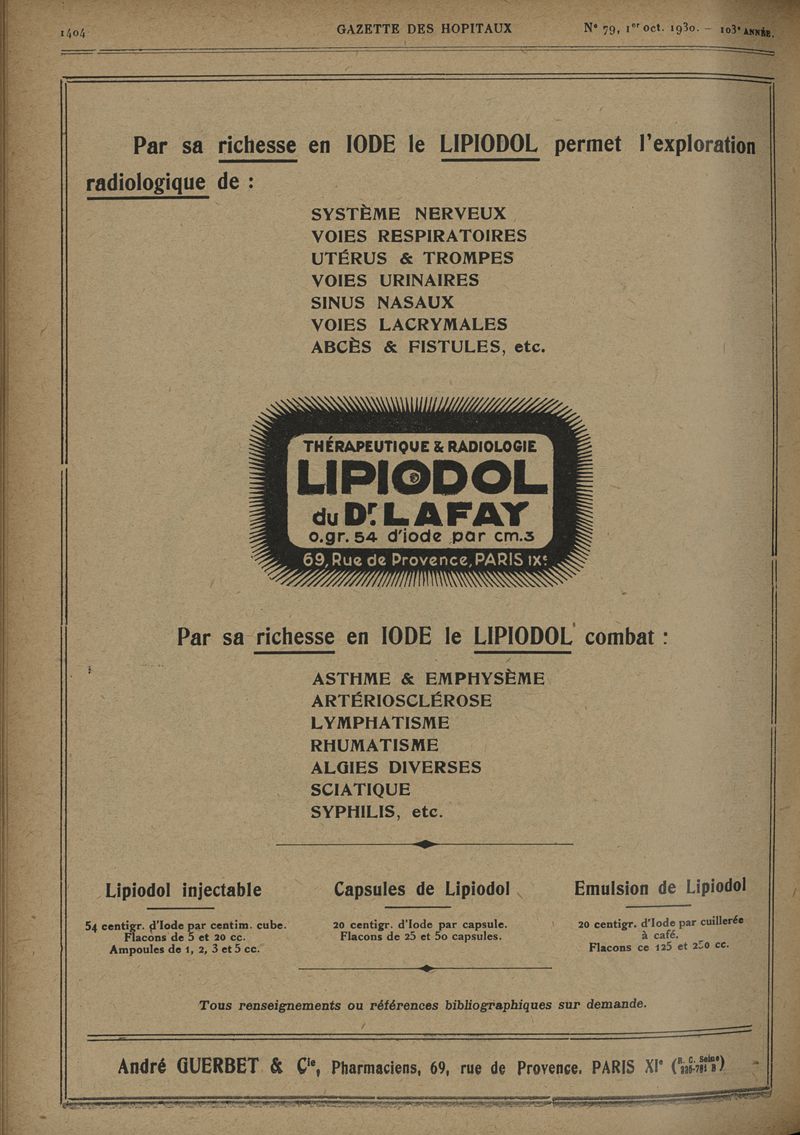 1404
GAZETTE DES HOPITAUX
N° 79, 1er oct. 1930. – 103e ANNÉE.
Par sa richesse en IODE le LIPIODOL permet l'exploration
radiologique de :
SYSTÈME NERVEUX
VOIES RESPIRATOIRES
UTÉRUS & TROMPES
VOIES URINAIRES
SINUS NASAUX
VOIES LACRYMALES
ABCÈS & FISTULES, etc.
THÉRAPEUTIQUE & RADIOLOGIE
LIPIODOL
du Dr. LAFAY
0.gr. 54 d'iode par cm.3
69, Rue de Provence, PARIS IXe
Par sa richesse en IODE le LIPIODOL combat :
ASTHME & EMPHYSÈME
ARTÉRIOSCLÉROSE
LYMPHATISME
RHUMATISME
ALGIES DIVERSES
SCIATIQUE
SYPHILIS, etc.
Lipiodol injectable
54 centigr. d'Iode par centim. cube.
Flacons de 5 et 20 cc.
Ampoules de 1, 2, 3 et 5 cc.
Capsules de Lipiodol
20 centigr. d'Iode par capsule.
Flacons de 25 et 50 capsules.
Emulsion de Lipiodol
20 centigr. d'Iode par cuillerée
à café.
Flacons ce 125 et 250 cc.
Tous renseignements ou références bibliographiques sur demande.
André GUERBET & Cie, Pharmaciens, 69, rue de Provence. PARIS XIe (R. C. Seine